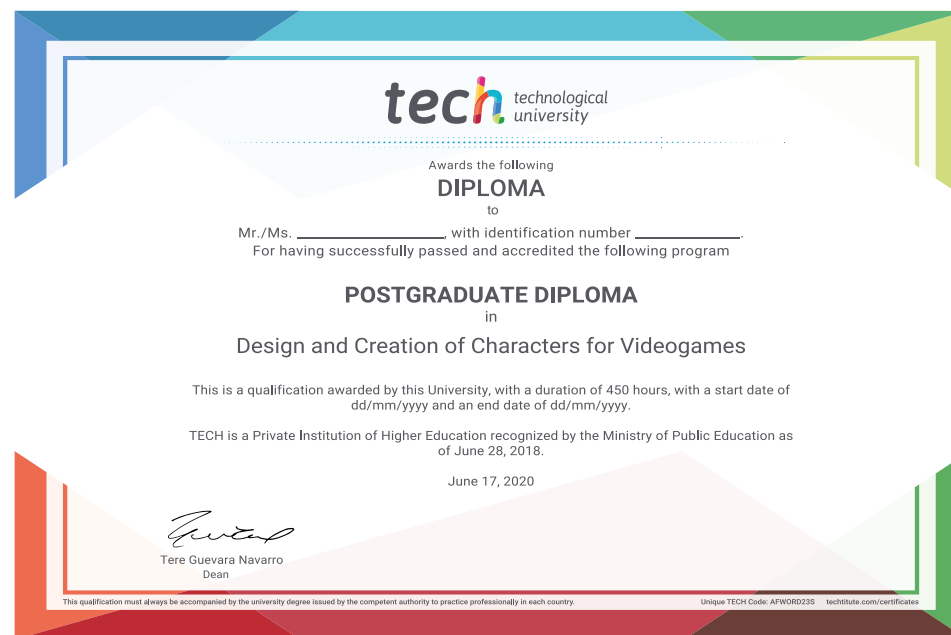 tech technological
university
Awards the following
DIPLOMA
to
Mr./Ms. ____________________, with identification number ______________.
For having successfully passed and accredited the following program
POSTGRADUATE DIPLOMA
in
Design and Creation of Characters for Videogames
This is a qualification awarded by this University, with a duration of 450 hours, with a start date of
dd/mm/yyyy and an end date of dd/mm/yyyy.
TECH is a Private Institution of Higher Education recognized by the Ministry of Public Education as
of June 28, 2018.
June 17, 2020
Tere Guevara Navarro
Dean
This qualification must always be accompanied by the university degree issued by the competent authority to practice professionally in each country.
Unique TECH Code: AFWORD23S techtitute.com/certificates